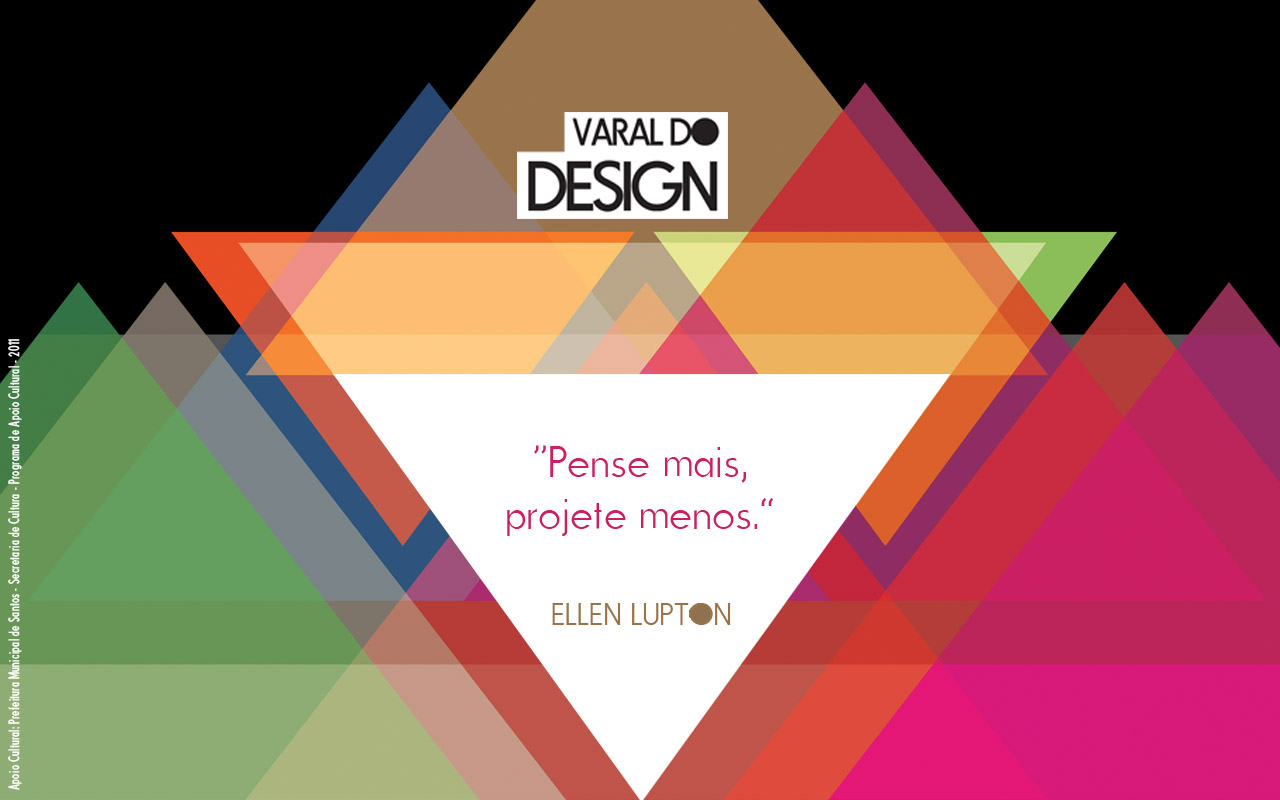 VARAL DO
DESIGN
”Pense mais,
projete menos.“
ELLEN LUPTON
Apoio Cultural: Prefeitura Municipal de Santos - Secretaria de Cultura - Programa de Apoio Cultural - 2011